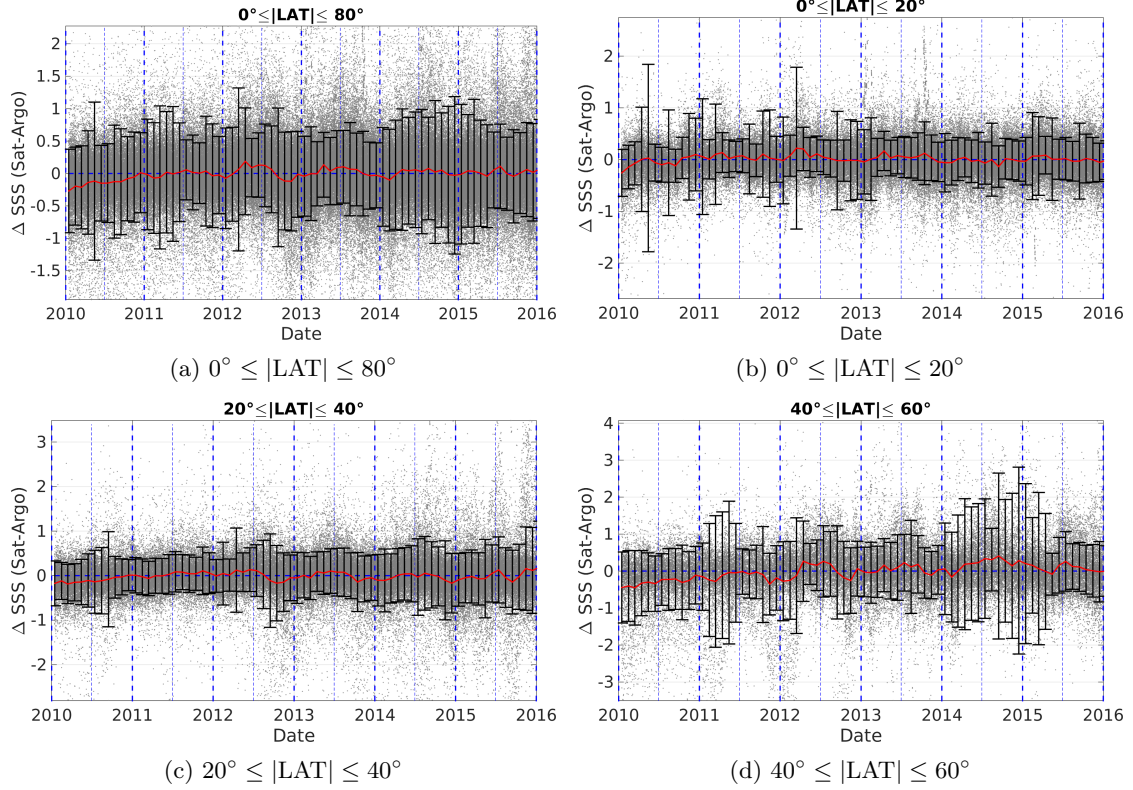 0°≤|LAT|≤ 80°
Δ SSS (Sat-Argo)
2
1.5
1
0.5
0
-0.5
-1
-1.5
2010 2011 2012 2013 2014 2015 2016
Date
(a) 0° ≤ |LAT| ≤ 80°
0°≤|LAT|≤ 20°
Δ SSS (Sat-Argo)
2
1
0
-1
-2
2010 2011 2012 2013 2014 2015 2016
Date
(b) 0° ≤ |LAT| ≤ 20°
20°≤|LAT|≤ 40°
Δ SSS (Sat-Argo)
3
2
1
0
-1
-2
2010 2011 2012 2013 2014 2015 2016
Date
(c) 20° ≤ |LAT| ≤ 40°
40°≤|LAT|≤ 60°
Δ SSS (Sat-Argo)
4
3
2
1
0
-1
-2
-3
2010 2011 2012 2013 2014 2015 2016
Date
(d) 40° ≤ |LAT| ≤ 60°